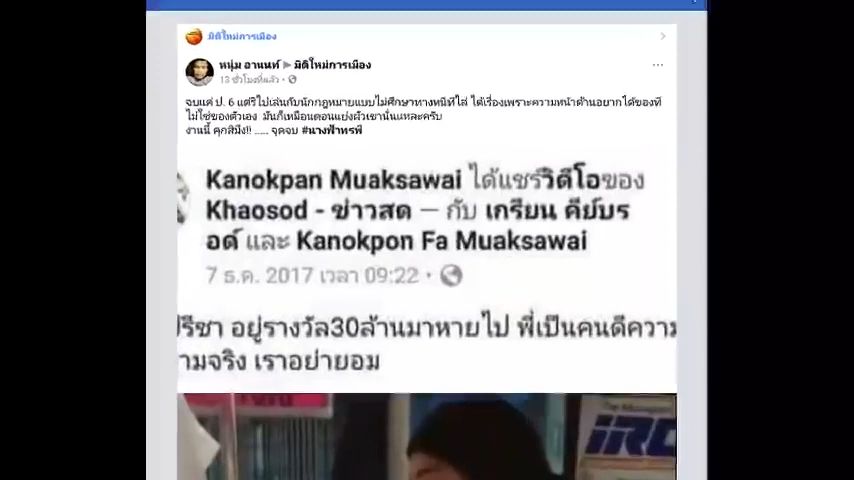 มิติใหม่การเมือง
หนุ่ม อานนท์ ▶ มิติใหม่การเมือง
13 ชั่วโมงที่แล้ว ·
จบแค่ ป. 6 แต่ริไปเล่นกับนักกฎหมายแบบไม่ศึกษาทางหนีทีไล่ ได้เรื่องเพราะความหน้าด้านอยากได้ของที่
ไม่ใช่ของตัวเอง มันก็เหมือนตอนแย่งผัวเขานั่นแหละครับ
งานนี้ คุกสิมึง!! ..... จุดจบ #นางฟ้าทรพี
Kanokpan Muaksawai ได้แชร์วิดีโอของ
Khaosod - ข่าวสด — กับ เกรียน คีย์บร
อด์ และ Kanokpon Fa Muaksawai
7 ธ.ค. 2017 เวลา 09:22 ·
ปรีชา อยู่รางวัล30ล้านมาหายไป พี่เป็นคนดีความ
ามจริง เราอย่ายอม
IRC